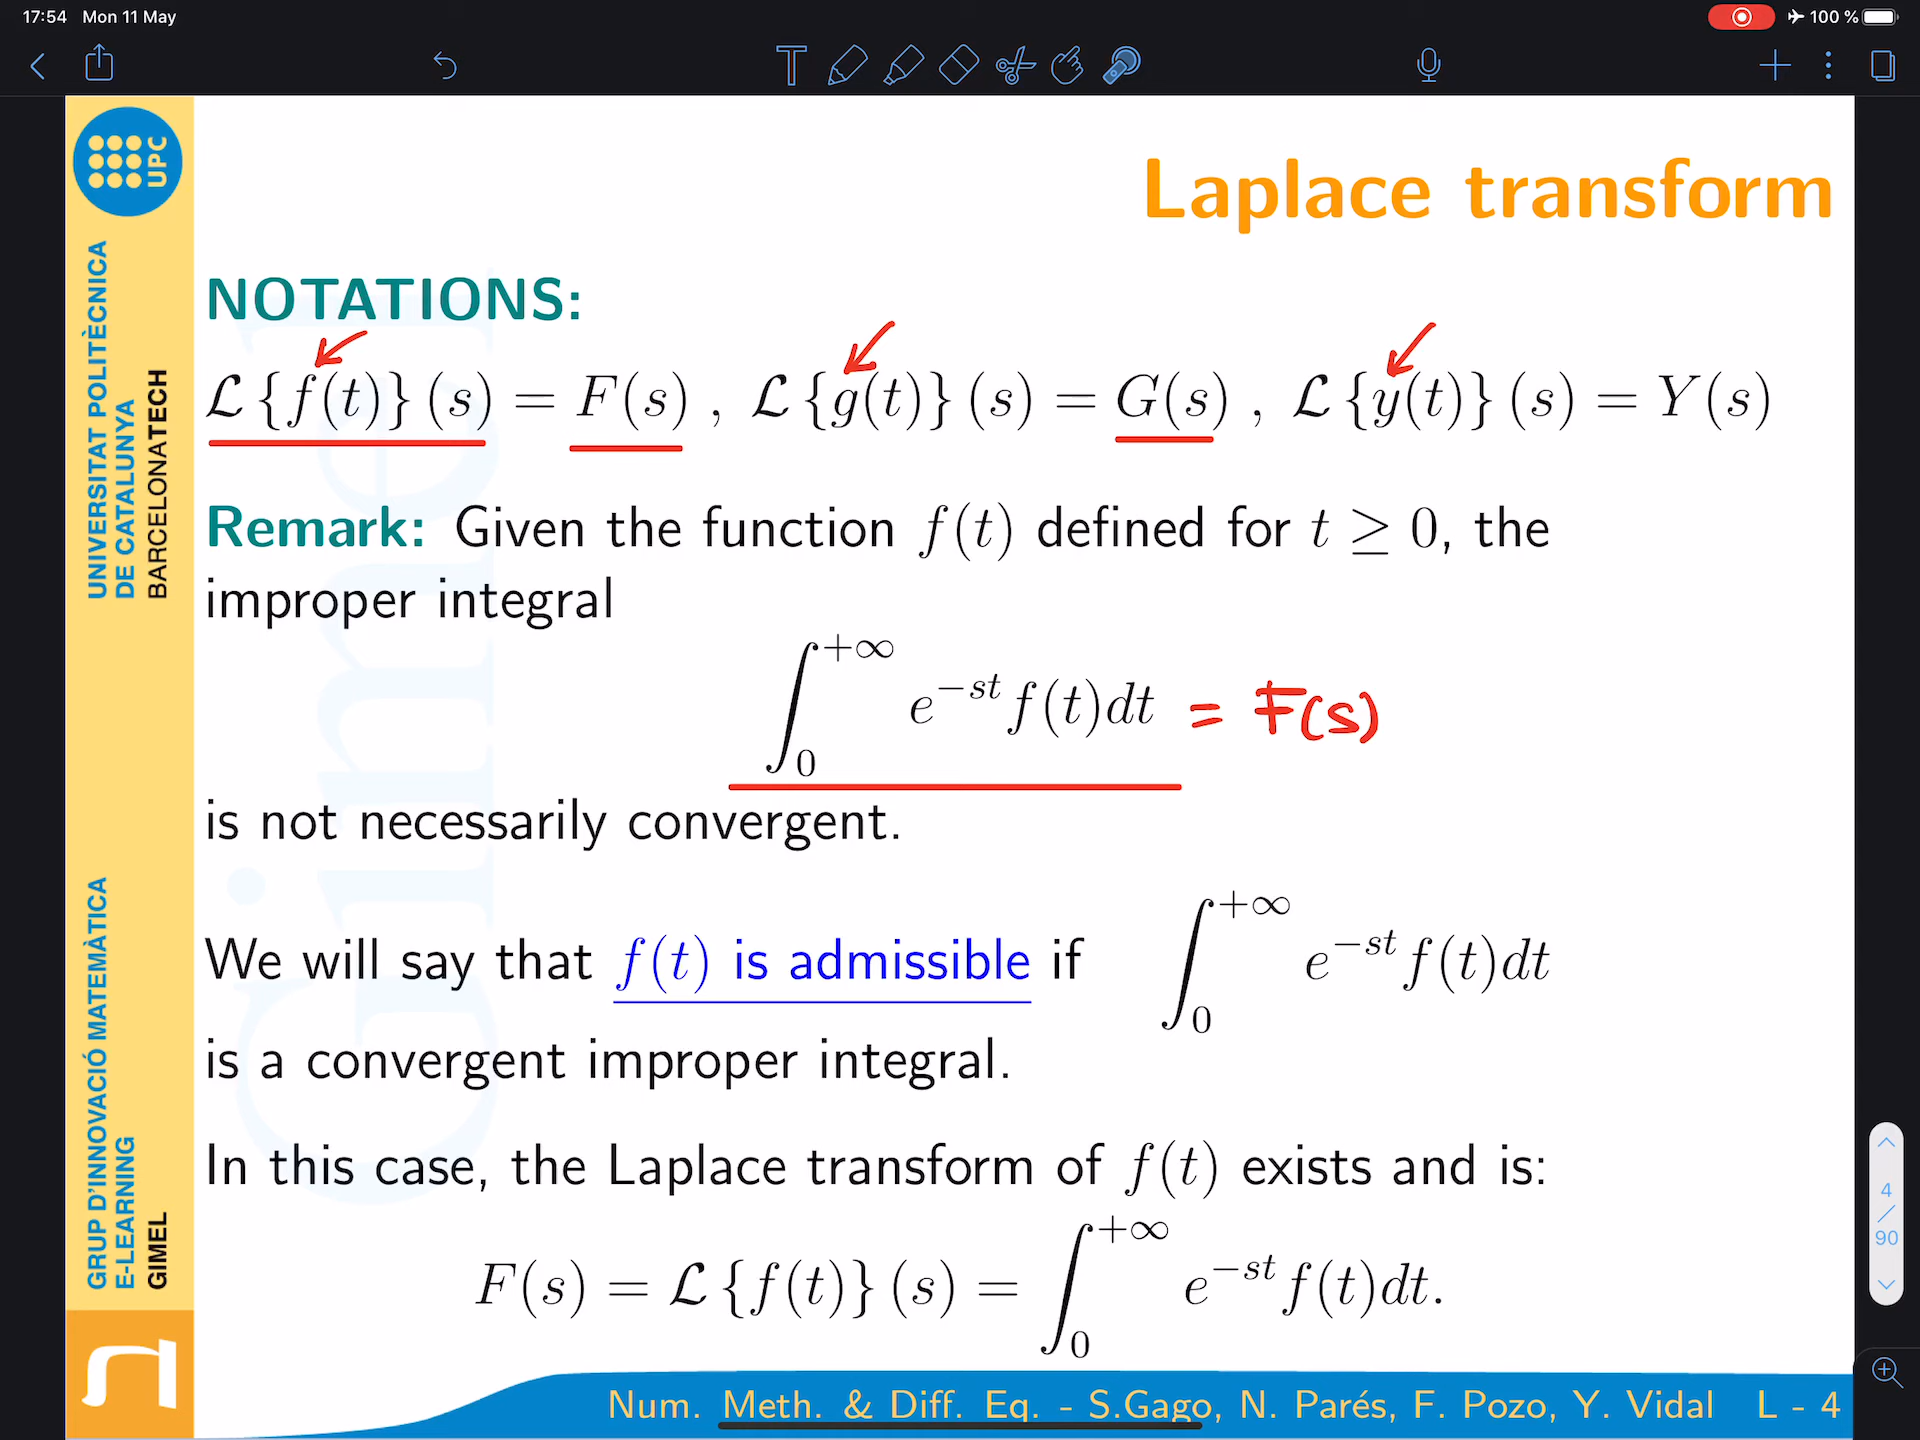 17:54 Mon 11 May
100 %
UPC
UNIVERSITAT POLITÈCNICA
DE CATALUNYA
BARCELONATECH
GRUP D'INNOVACIÓ MATEMÀTICA
E-LEARNING
GIMEL
Gimel
Laplace transform
NOTATIONS:
ℒ{f(t)}(s) = F(s) , ℒ{g(t)}(s) = G(s) , ℒ{y(t)}(s) = Y(s)
Remark: Given the function f(t) defined for t ≥ 0, the
improper integral
∫₀^{+∞} e^{−st} f(t)dt = F(s)
is not necessarily convergent.
We will say that f(t) is admissible if ∫₀^{+∞} e^{−st} f(t)dt
is a convergent improper integral.
In this case, the Laplace transform of f(t) exists and is:
F(s) = ℒ{f(t)}(s) = ∫₀^{+∞} e^{−st} f(t)dt.
Num. Meth. & Diff. Eq. - S.Gago, N. Parés, F. Pozo, Y. Vidal L - 4
4
/
90